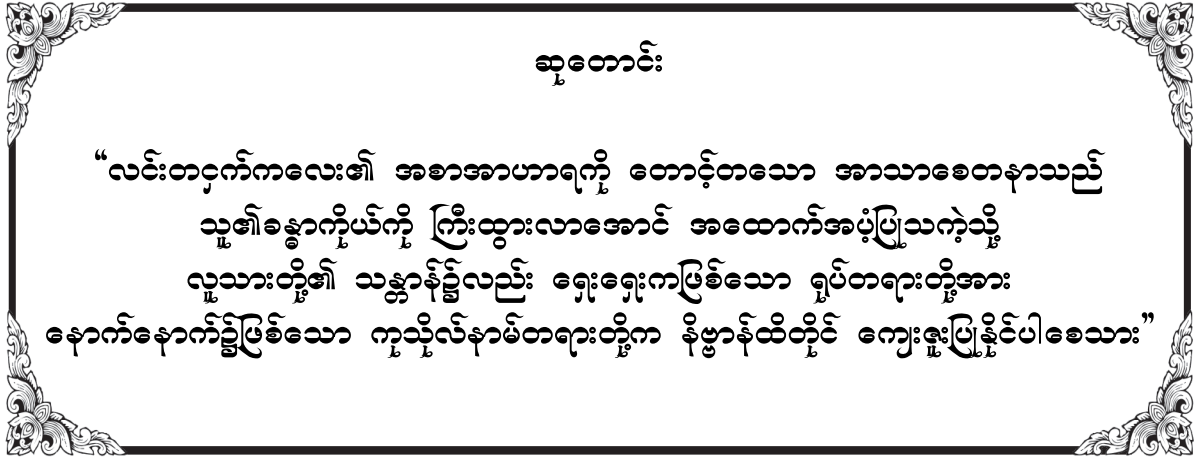 ဆုတောင်း
“လင်းတငှက်ကလေး၏ အစာအာဟာရကို တောင့်တသော အာသာစေတနာသည်
သူ၏ခန္ဓာကိုယ်ကို ကြီးထွားလာအောင် အထောက်အပံ့ပြုသကဲ့သို့
လူသားတို့၏ သန္တာန်၌လည်း ရှေးရှေးကဖြစ်သော ရုပ်တရားတို့အား
နောက်နောက်၌ဖြစ်သော ကုသိုလ်နာမ်တရားတို့က နိဗ္ဗာန်ထိတိုင် ကျေးဇူးပြုနိုင်ပါစေသား”